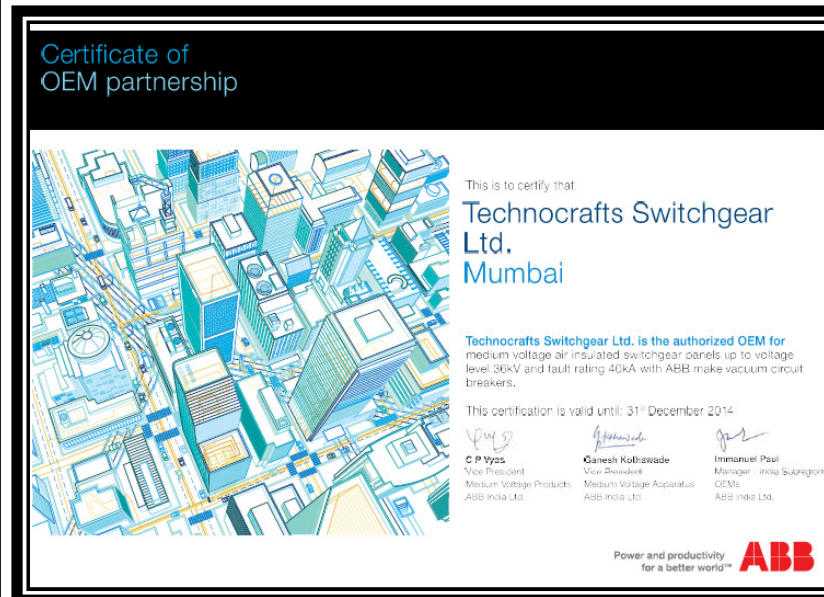 Certificate of
OEM partnership
This is to certify that
Technocrafts Switchgear
Ltd.
Mumbai
Technocrafts Switchgear Ltd. is the authorized OEM for
medium voltage air insulated switchgear panels up to voltage
level 36kV and fault rating 40kA with ABB make vacuum circuit
breakers.
This certification is valid until: 31st December 2014
C P Vyas
Vice President
Medium Voltage Products
ABB India Ltd.
Ganesh Kothawade
Vice President
Medium Voltage Apparatus
ABB India Ltd.
Immanuel Paul
Manager - India Subregion
OEMs
ABB India Ltd.
Power and productivity
for a better world™
ABB